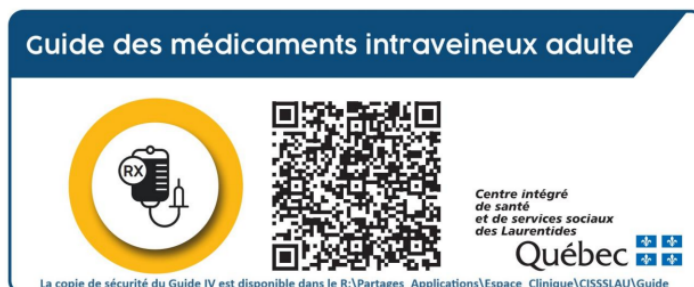 Guide des médicaments intraveineux adulte
RX
Centre intégré
de santé
et de services sociaux
des Laurentides
Québec
La copie de sécurité du Guide IV est disponible dans le R:\Partages_Applications\Espace_Clinique\CISSSLAU\Guide